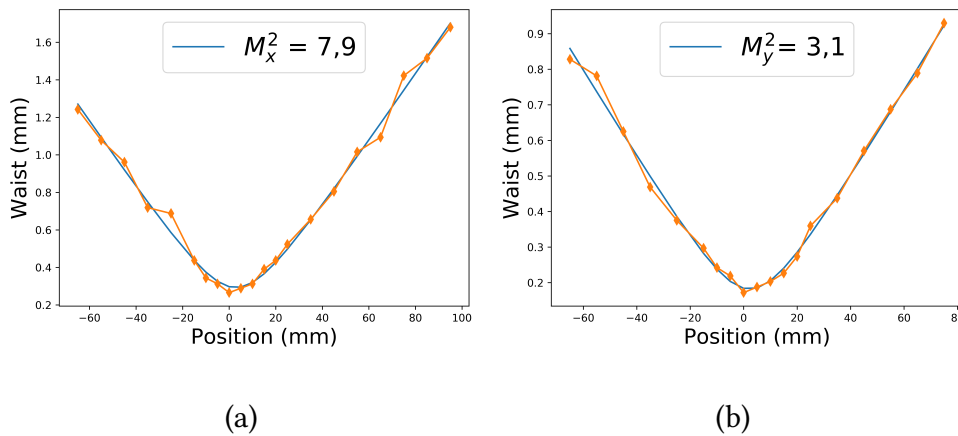 M_x^2 = 7,9
Waist (mm)
1.6
1.4
1.2
1.0
0.8
0.6
0.4
0.2
−60 −40 −20 0 20 40 60 80 100
Position (mm)
(a)
M_y^2= 3,1
Waist (mm)
0.9
0.8
0.7
0.6
0.5
0.4
0.3
0.2
−60 −40 −20 0 20 40 60 80
Position (mm)
(b)